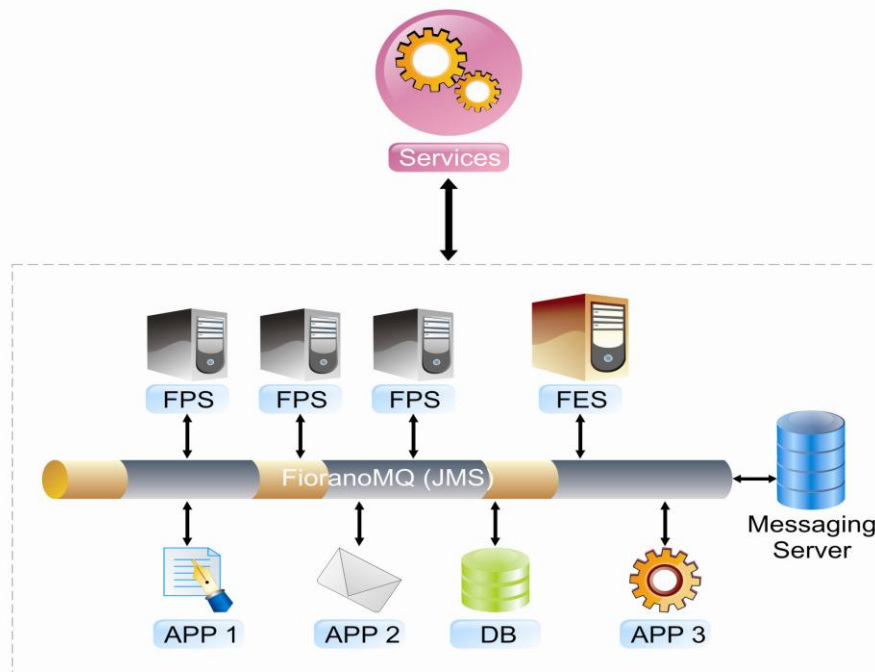 Services
FPS
FPS
FPS
FES
FioranoMQ (JMS)
Messaging
Server
APP 1
APP 2
DB
APP 3